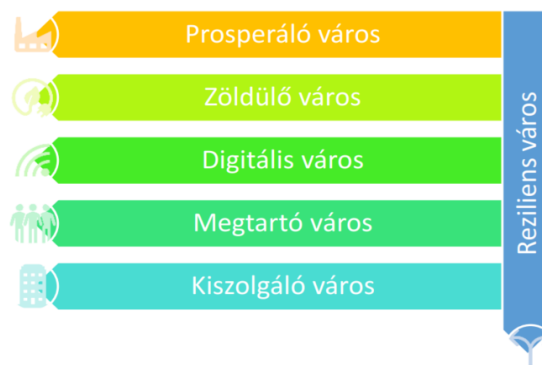 Prosperáló város
Zöldülő város
Digitális város
Megtartó város
Kiszolgáló város
Reziliens város